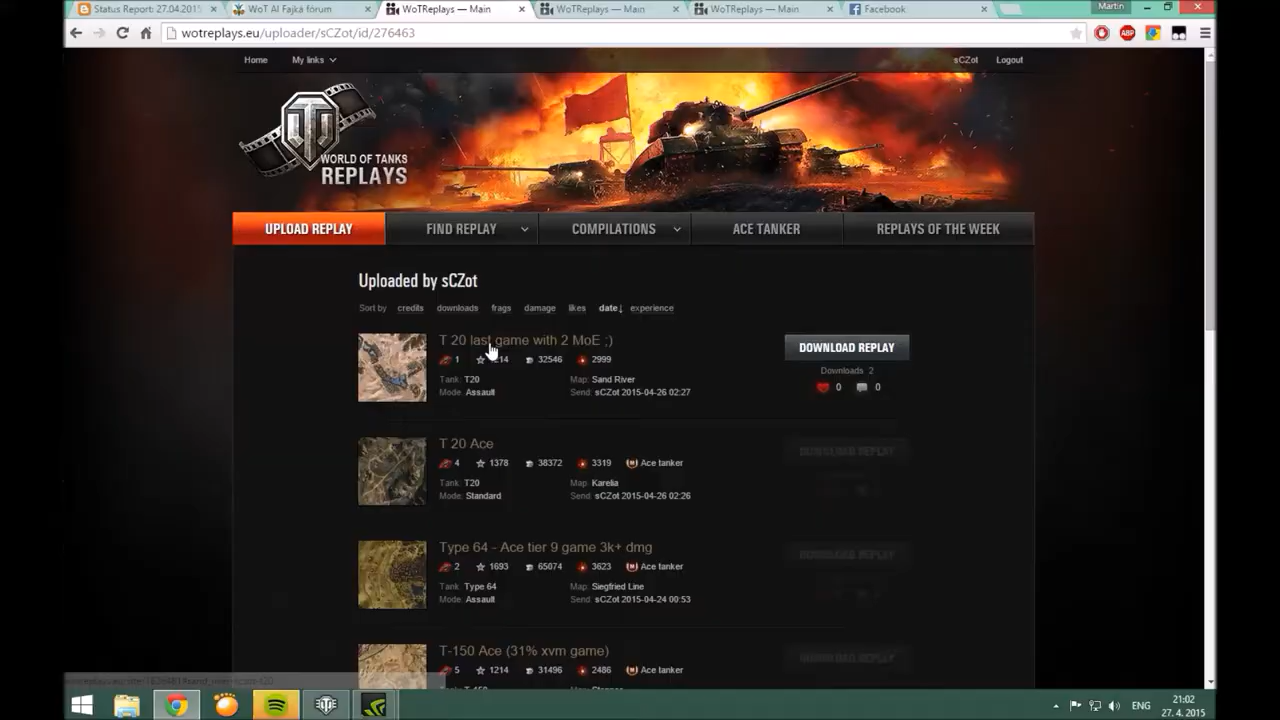 Status Report: 27.04.2015
WoT AI Fajká fórum
WoTReplays — Main
WoTReplays — Main
WoTReplays — Main
Facebook
Martin
wotreplays.eu/uploader/sCZot/id/276463
Home
My links
sCZot
Logout
WORLD OF TANKS
REPLAYS
UPLOAD REPLAY
FIND REPLAY
COMPILATIONS
ACE TANKER
REPLAYS OF THE WEEK
Uploaded by sCZot
Sort by credits downloads frags damage likes date↓ experience
T 20 last game with 2 MoE ;)
DOWNLOAD REPLAY
1 32546 2999
Downloads 2
Tank: T20 Map: Sand River
0 0
Mode: Assault Send: sCZot 2015-04-26 02:27
T 20 Ace
DOWNLOAD REPLAY
4 1378 38372 3319 Ace tanker
Tank: T20 Map: Karelia
Mode: Standard Send: sCZot 2015-04-26 02:26
Type 64 - Ace tier 9 game 3k+ dmg
DOWNLOAD REPLAY
2 1693 65074 3623 Ace tanker
Tank: Type 64 Map: Siegfried Line
Mode: Assault Send: sCZot 2015-04-24 00:53
T-150 Ace (31% xvm game)
DOWNLOAD REPLAY
5 1214 31496 2486 Ace tanker
ENG
21:02
27. 4. 2015